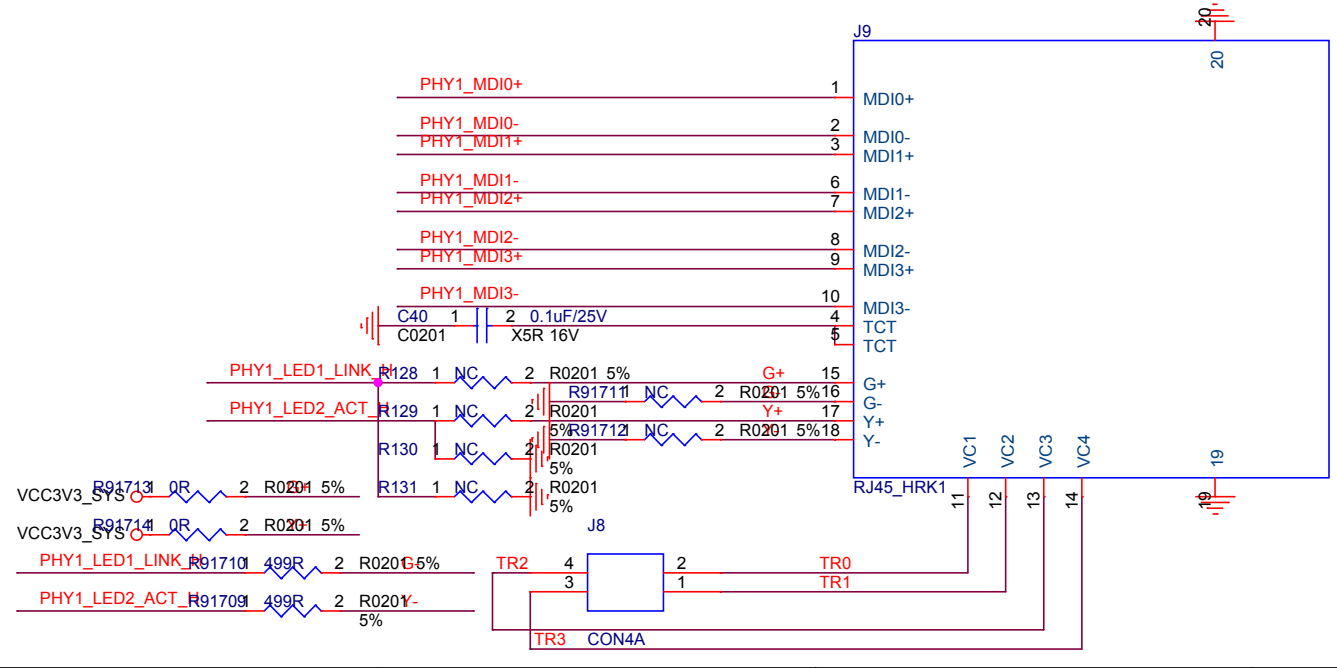 20
J9
20
PHY1_MDI0+
1
MDI0+
PHY1_MDI0-
2
MDI0-
PHY1_MDI1+
3
MDI1+
PHY1_MDI1-
6
MDI1-
PHY1_MDI2+
7
MDI2+
PHY1_MDI2-
8
MDI2-
PHY1_MDI3+
9
MDI3+
PHY1_MDI3-
10
MDI3-
C40 1 2 0.1uF/25V
4
TCT
C0201 X5R 16V
5
TCT
PHY1_LED1_LINK_H
R128 1 NC 2 R0201 5%
G+
15
G+
R91711 1 NC 2 R0201 5%
G-
16
G-
PHY1_LED2_ACT_H
R129 1 NC 2 R0201 5%
Y+
17
Y+
R91712 1 NC 2 R0201 5%
Y-
18
Y-
R130 1 NC 2 R0201 5%
R131 1 NC 2 R0201 5%
VC1
VC2
VC3
VC4
19
RJ45_HRK1
11
12
13
14
19
VCC3V3_SYS
R91713 1 0R 2 R0201 5%
G+
VCC3V3_SYS
R91714 1 0R 2 R0201 5%
Y+
PHY1_LED1_LINK_H
R91710 1 499R 2 R0201 5%
G-
PHY1_LED2_ACT_H
R91709 1 499R 2 R0201 5%
Y-
J8
TR2
4
2
TR0
3
1
TR1
TR3
CON4A